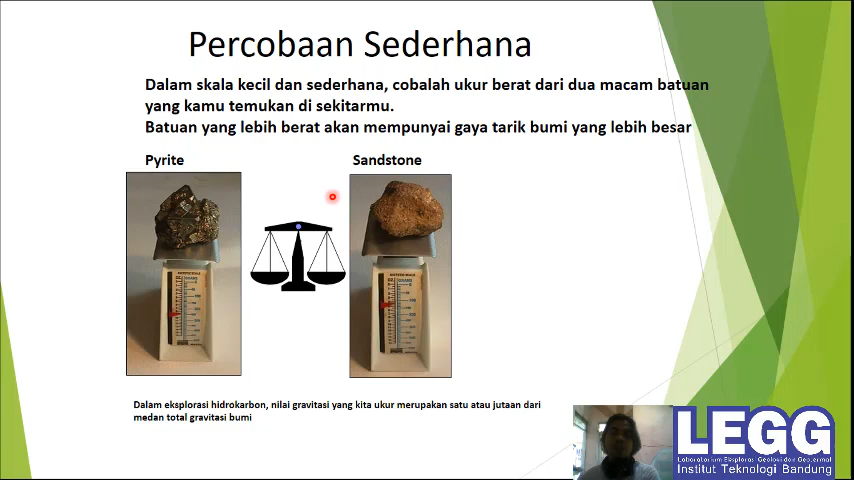 Percobaan Sederhana
Dalam skala kecil dan sederhana, cobalah ukur berat dari dua macam batuan
yang kamu temukan di sekitarmu.
Batuan yang lebih berat akan mempunyai gaya tarik bumi yang lebih besar
Pyrite
Sandstone
Dalam eksplorasi hidrokarbon, nilai gravitasi yang kita ukur merupakan satu atau jutaan dari
medan total gravitasi bumi
LEGG
Laboratorium Eksplorasi Geologi dan Geotermal
Institut Teknologi Bandung